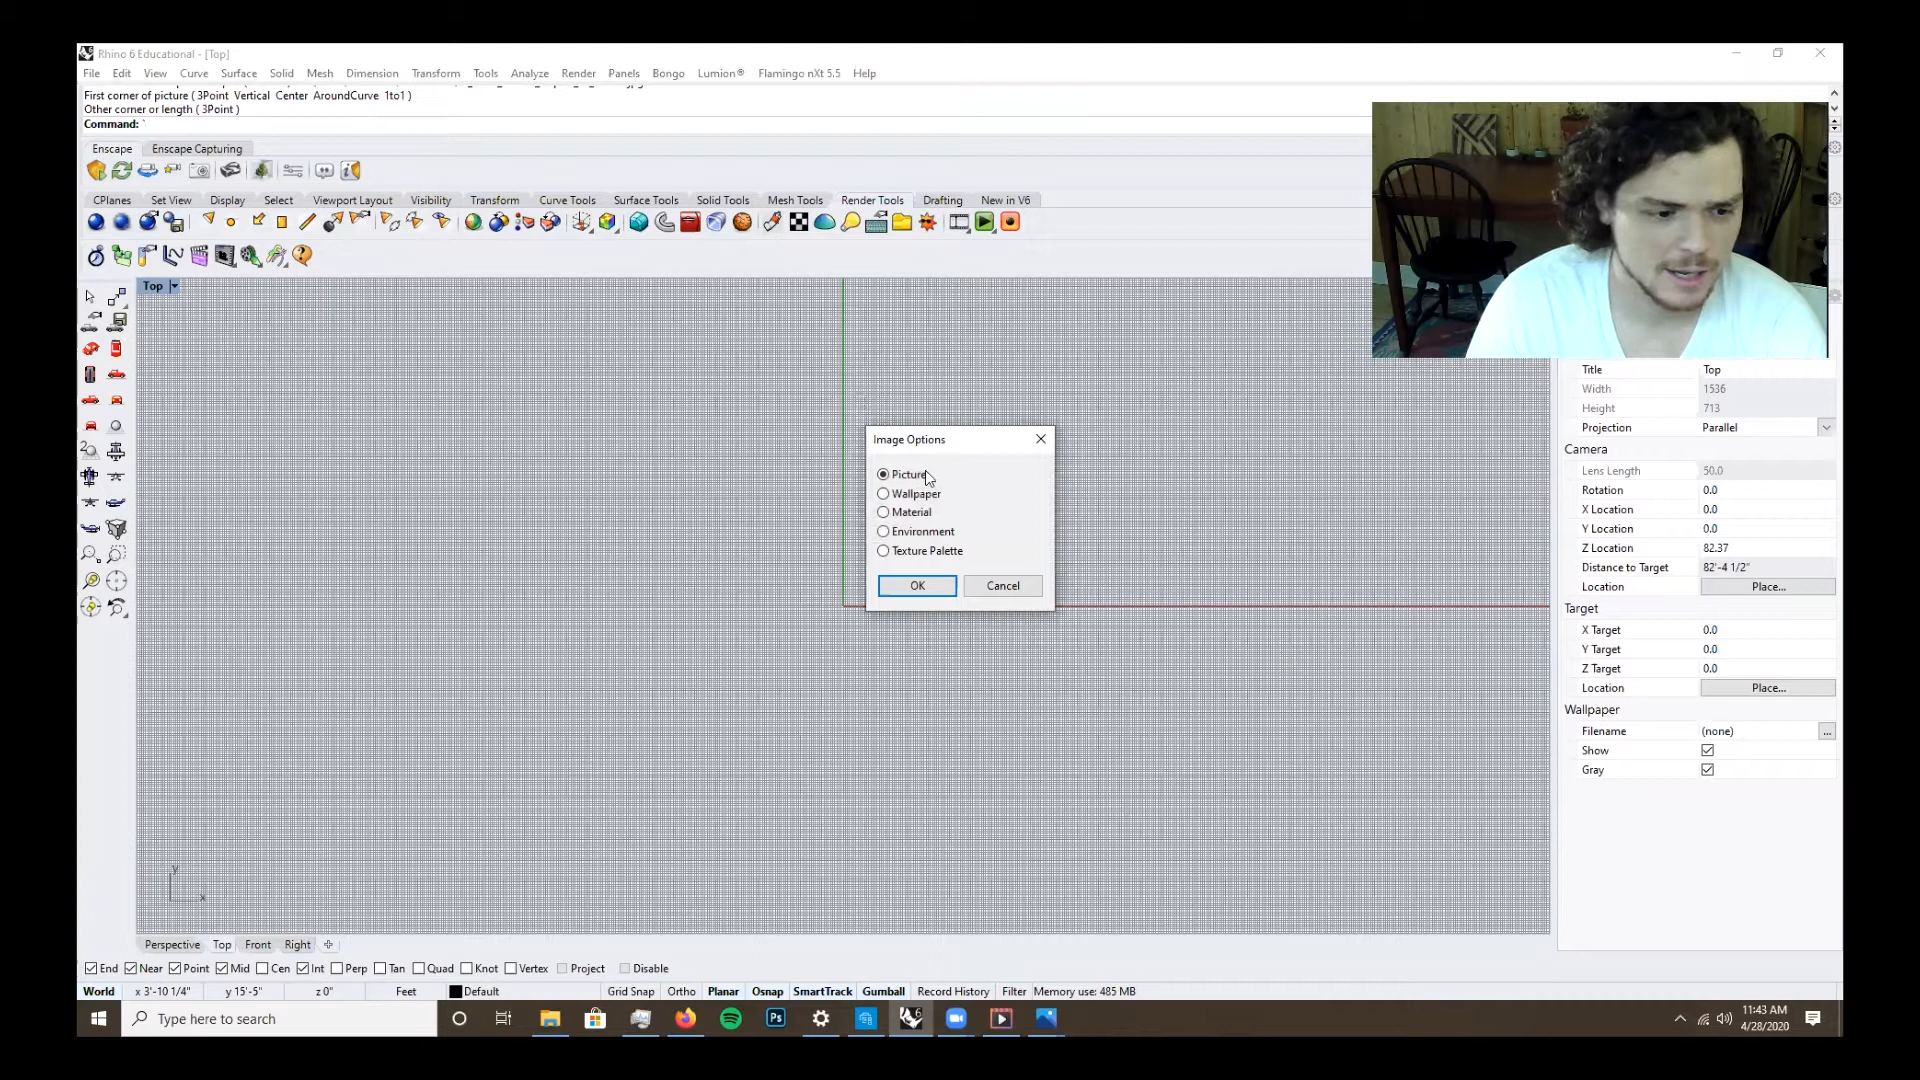 Rhino 6 Educational - [Top]
File Edit View Curve Surface Solid Mesh Dimension Transform Tools Analyze Render Panels Bongo Lumion® Flamingo nXt 5.5 Help
First corner of picture ( 3Point Vertical Center AroundCurve 1to1 )
Other corner or length ( 3Point )
Command: `
Enscape Enscape Capturing
CPlanes Set View Display Select Viewport Layout Visibility Transform Curve Tools Surface Tools Solid Tools Mesh Tools Render Tools Drafting New in V6
Top
Title Top
Width 1536
Height 713
Projection Parallel
Camera
Lens Length 50.0
Rotation 0.0
X Location 0.0
Y Location 0.0
Z Location 82.37
Distance to Target 82'-4 1/2"
Location Place...
Target
X Target 0.0
Y Target 0.0
Z Target 0.0
Location Place...
Wallpaper
Filename (none) ...
Show
Gray
Image Options
Picture
Wallpaper
Material
Environment
Texture Palette
OK Cancel
y
x
Perspective Top Front Right
End Near Point Mid Cen Int Perp Tan Quad Knot Vertex Project Disable
World x 3'-10 1/4" y 15'-5" z 0" Feet Default Grid Snap Ortho Planar Osnap SmartTrack Gumball Record History Filter Memory use: 485 MB
Type here to search
Ps
6
11:43 AM
4/28/2020